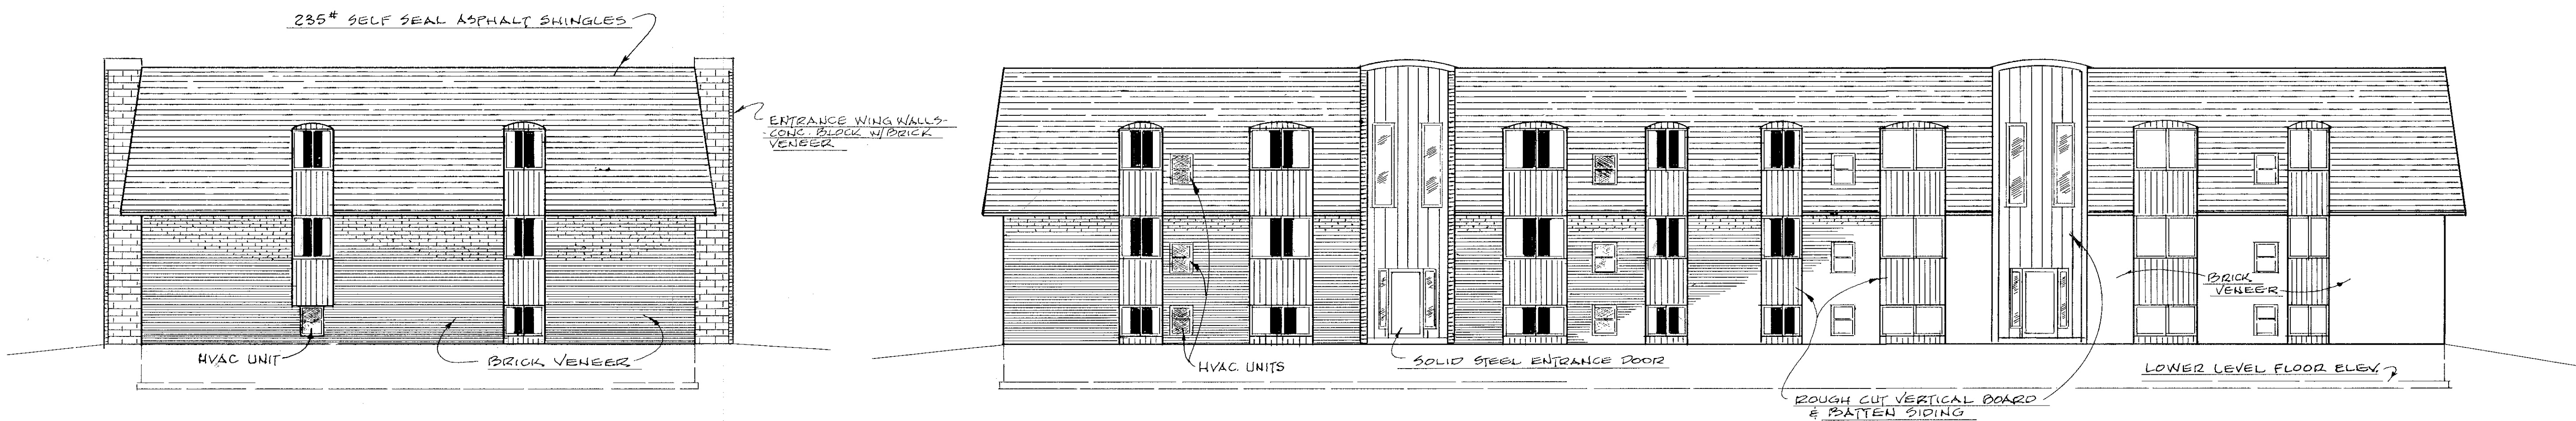 235# SELF SEAL ASPHALT SHINGLES
ENTRANCE WING WALLS-
CONC. BLOCK W/BRICK
VENEER
HVAC UNIT
BRICK VENEER
HVAC. UNITS
SOLID STEEL ENTRANCE DOOR
BRICK
VENEER
LOWER LEVEL FLOOR ELEV.
ROUGH CUT VERTICAL BOARD
& BATTEN SIDING